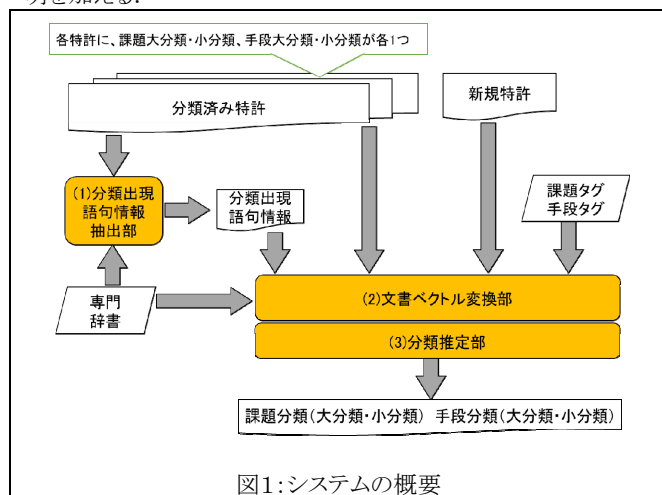 各特許に、課題大分類・小分類、手段大分類・小分類が各1つ
分類済み特許
新規特許
(1)分類出現
語句情報
抽出部
分類出現
語句情報
課題タグ
手段タグ
専門
辞書
(2)文書ベクトル変換部
(3)分類推定部
課題分類(大分類・小分類) 手段分類(大分類・小分類)
図1:システムの概要